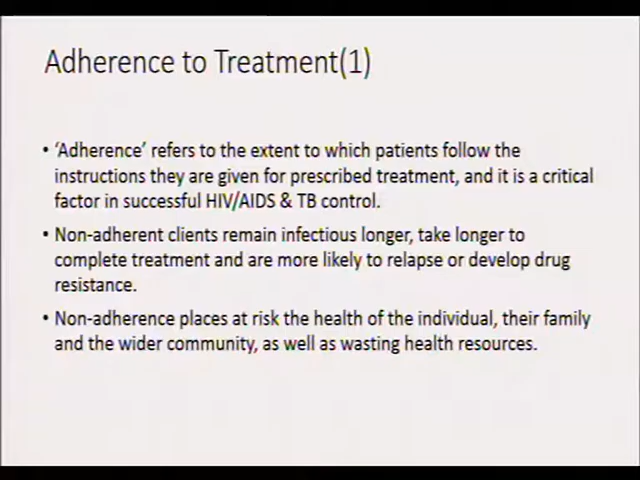 Adherence to Treatment(1)
• ‘Adherence’ refers to the extent to which patients follow the
instructions they are given for prescribed treatment, and it is a critical
factor in successful HIV/AIDS & TB control.
• Non-adherent clients remain infectious longer, take longer to
complete treatment and are more likely to relapse or develop drug
resistance.
• Non-adherence places at risk the health of the individual, their family
and the wider community, as well as wasting health resources.